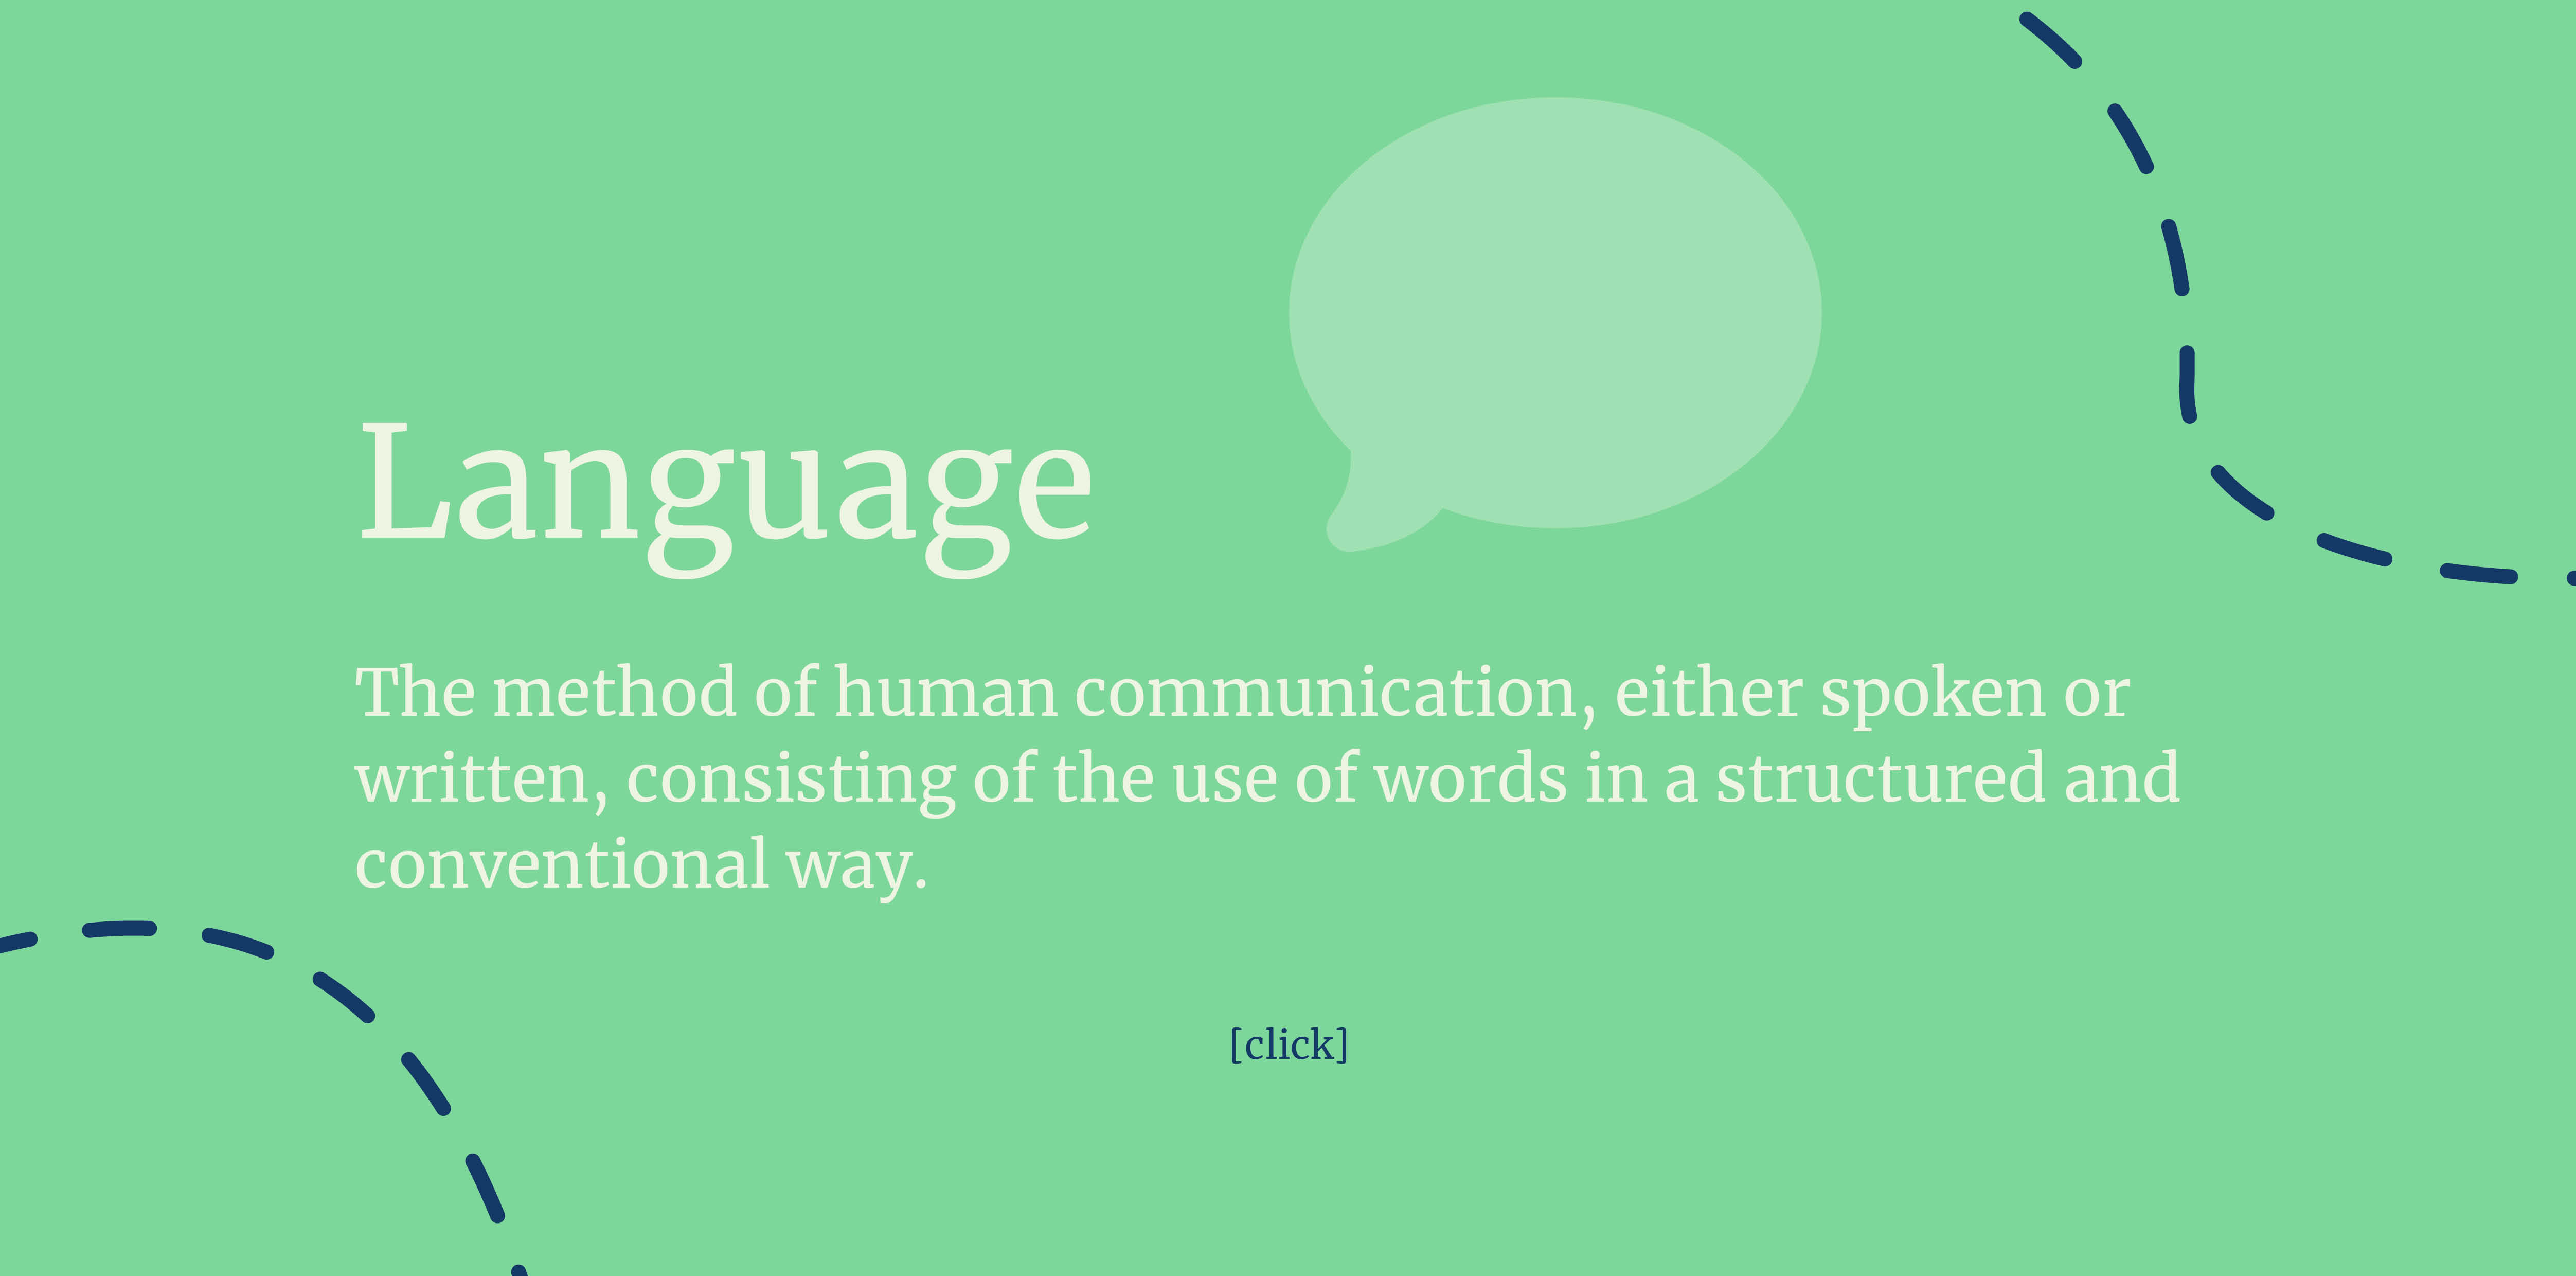 Language
The method of human communication, either spoken or
written, consisting of the use of words in a structured and
conventional way.
[click]